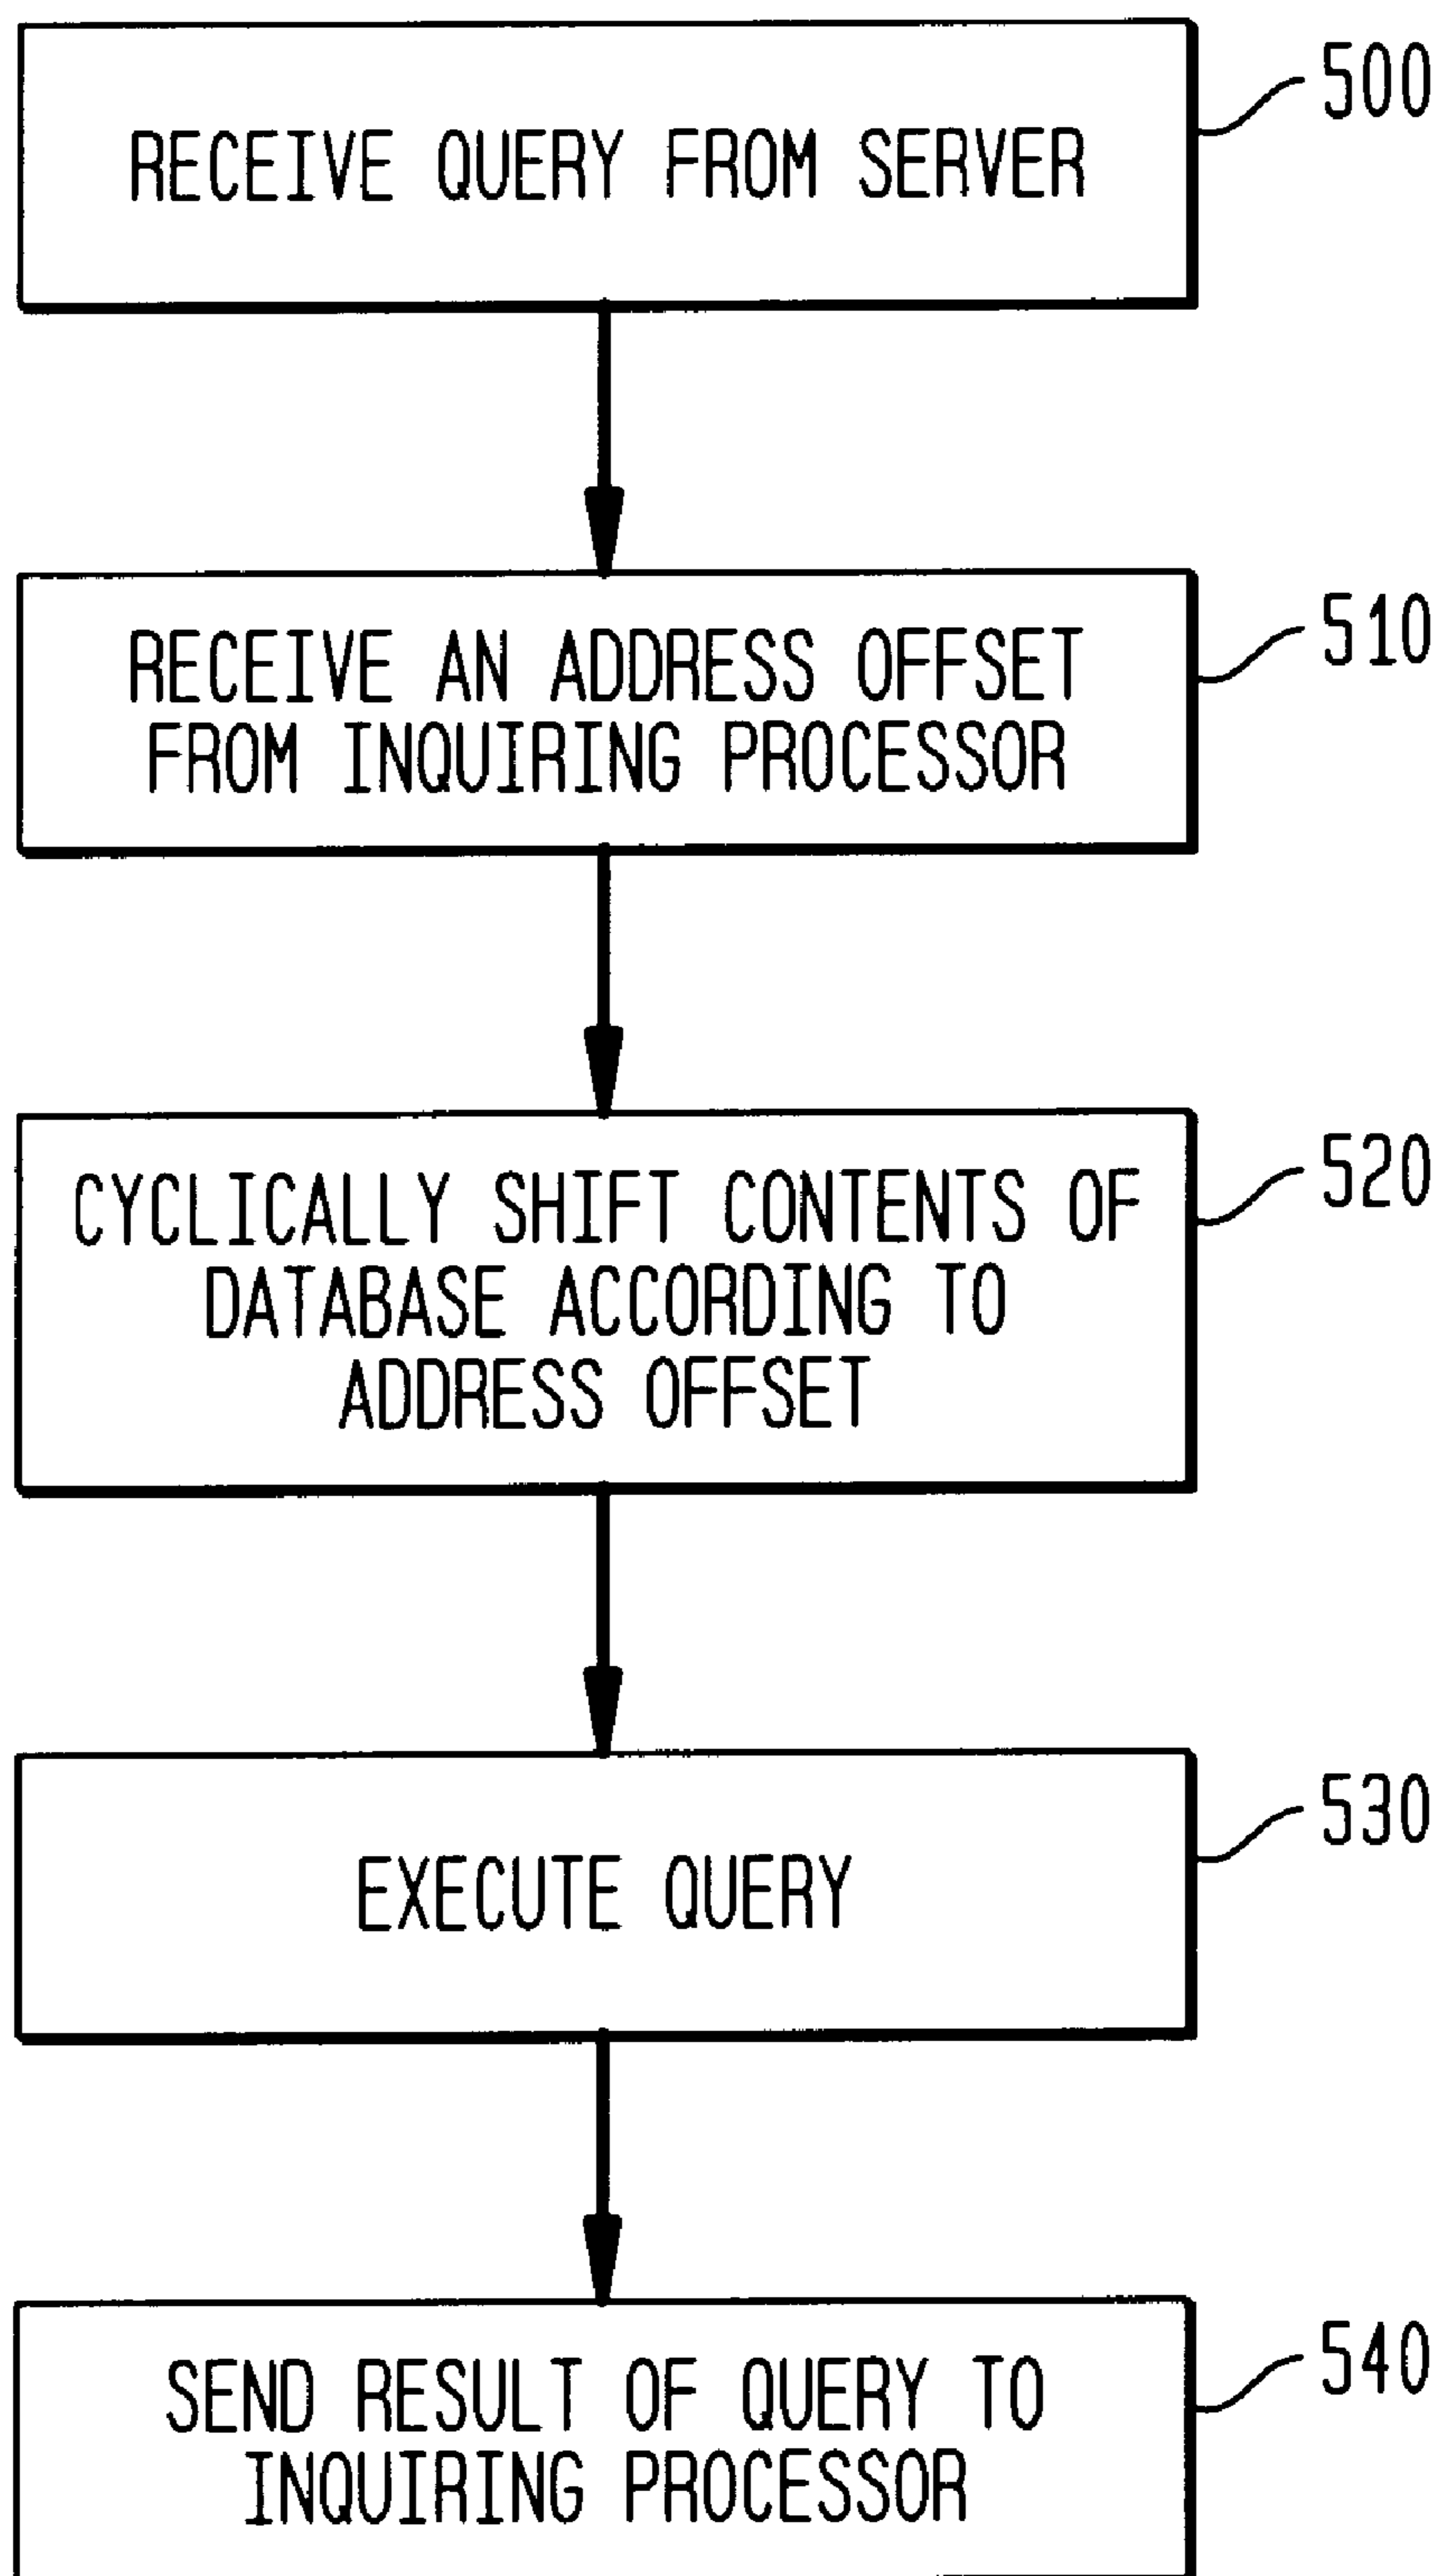 RECEIVE QUERY FROM SERVER
500
RECEIVE AN ADDRESS OFFSET
FROM INQUIRING PROCESSOR
510
CYCLICALLY SHIFT CONTENTS OF
DATABASE ACCORDING TO
ADDRESS OFFSET
520
EXECUTE QUERY
530
SEND RESULT OF QUERY TO
INQUIRING PROCESSOR
540